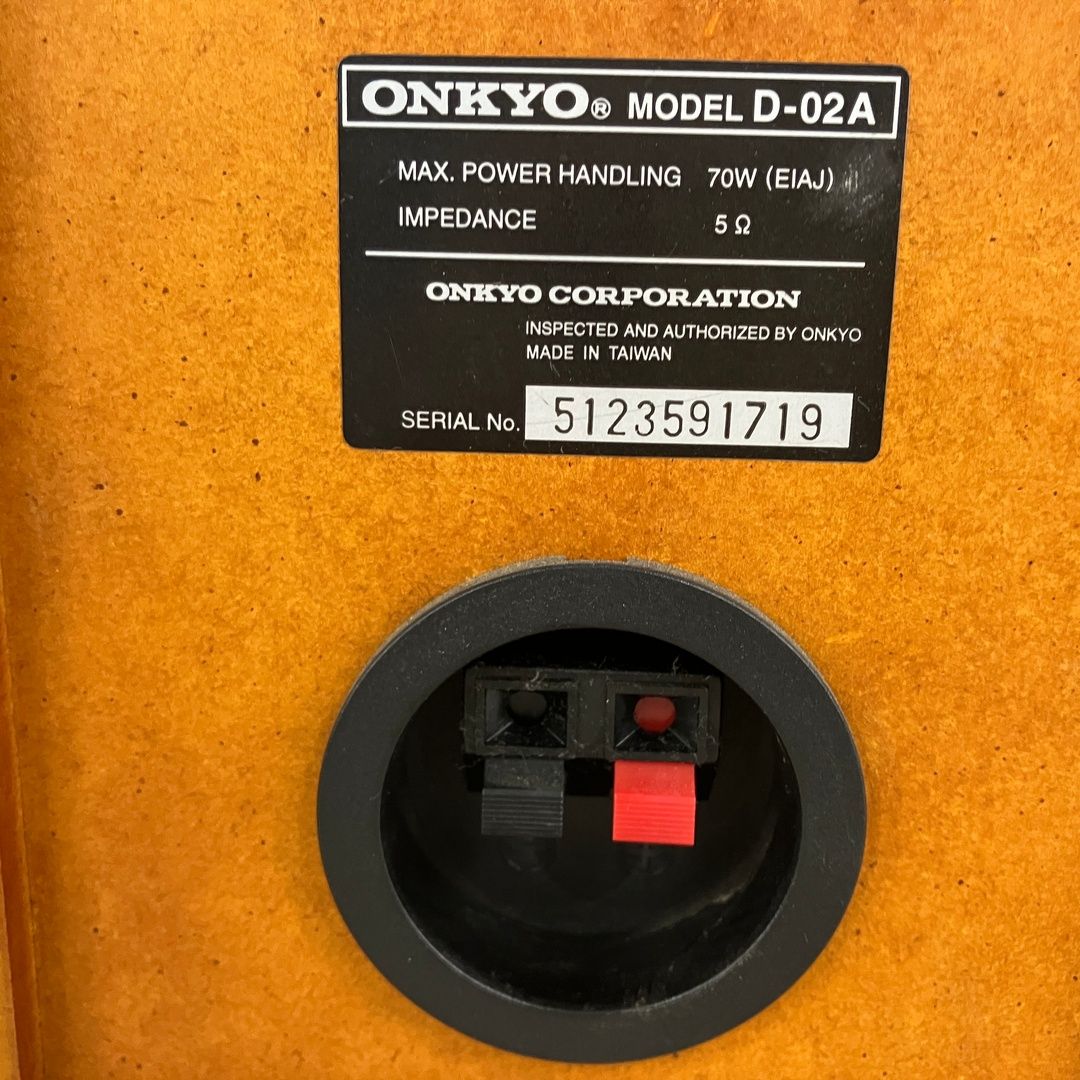 ONKYO® MODEL D-02A
MAX. POWER HANDLING 70W (EIAJ)
IMPEDANCE 5 Ω
ONKYO CORPORATION
INSPECTED AND AUTHORIZED BY ONKYO
MADE IN TAIWAN
SERIAL No. 5123591719